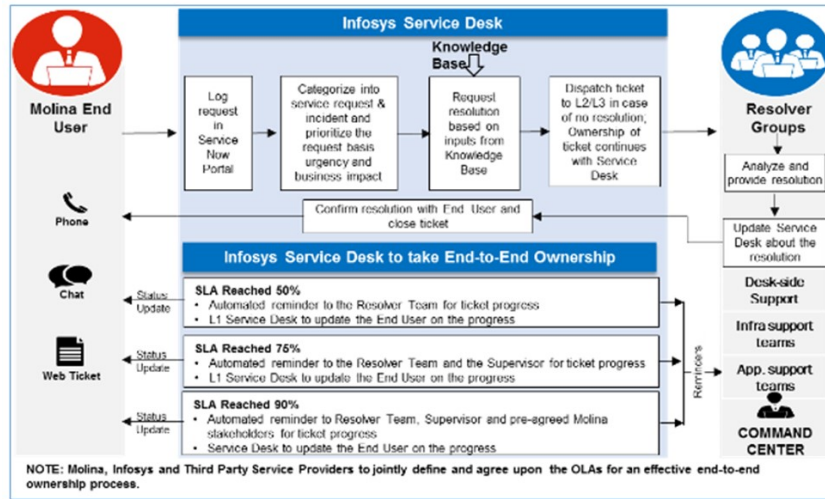 Infosys Service Desk
Molina End
User
Log
request
in
Service
Now
Portal
Categorize into
service request &
incident and
prioritize the
request basis
urgency and
business impact
Knowledge
Base
Request
resolution
based on
inputs from
Knowledge
Base
Dispatch ticket
to L2/L3 in case
of no resolution;
Ownership of
ticket continues
with Service
Desk
Resolver
Groups
Analyze and
provide resolution
Update Service
Desk about the
resolution
Confirm resolution with End User and
close ticket
Phone
Chat
Web Ticket
Infosys Service Desk to take End-to-End Ownership
Status
Update
SLA Reached 50%
• Automated reminder to the Resolver Team for ticket progress
• L1 Service Desk to update the End User on the progress
Status
Update
SLA Reached 75%
• Automated reminder to the Resolver Team and the Supervisor for ticket progress
• L1 Service Desk to update the End User on the progress
Status
Update
SLA Reached 90%
• Automated reminder to Resolver Team, Supervisor and pre-agreed Molina
stakeholders for ticket progress
• Service Desk to update the End User on the progress
Reminders
Desk-side
Support
Infra support
teams
App. support
teams
COMMAND
CENTER
NOTE: Molina, Infosys and Third Party Service Providers to jointly define and agree upon the OLAs for an effective end-to-end
ownership process.